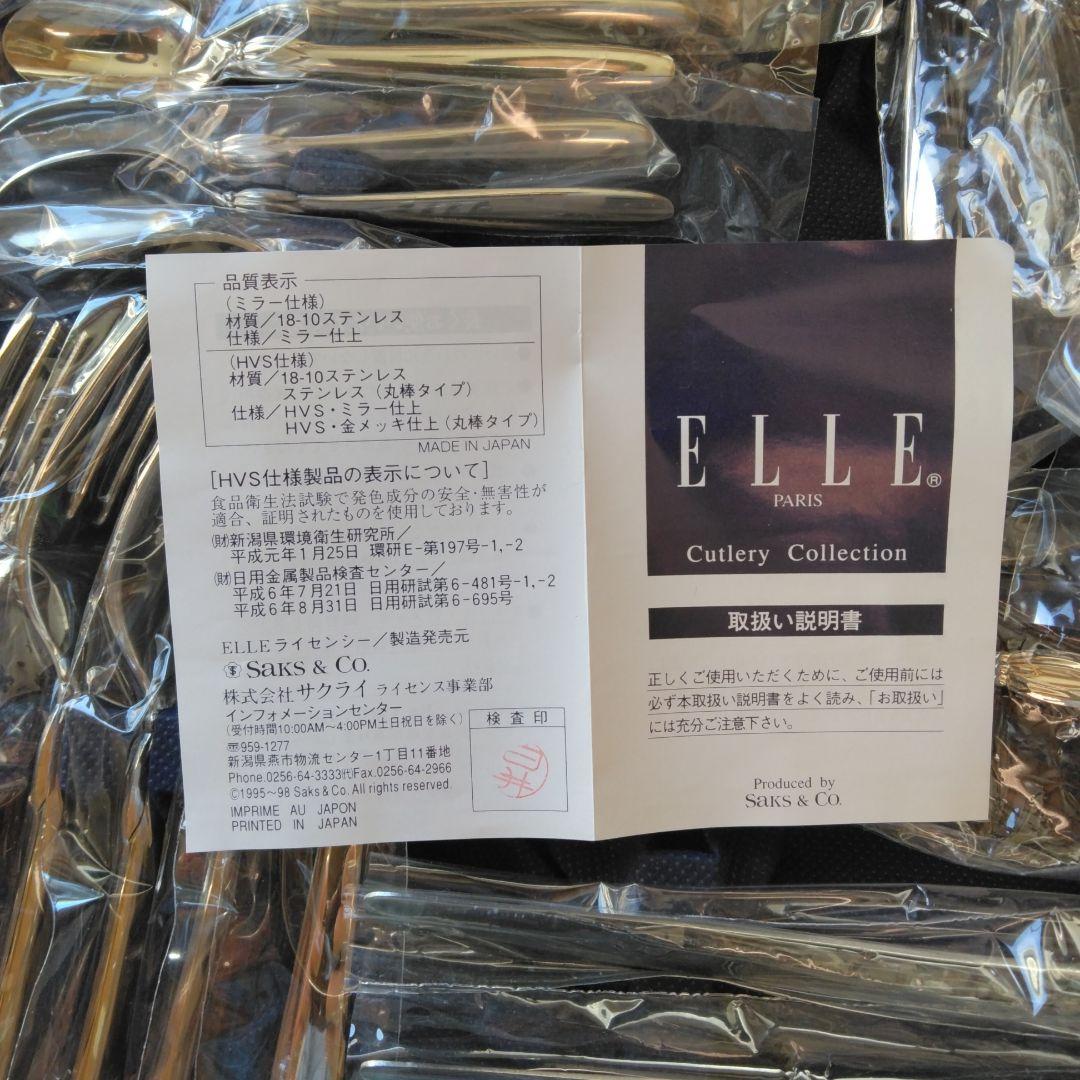 品質表示
（ミラー仕様）
材質／18-10ステンレス
仕様／ミラー仕上
（HVS仕様）
材質／18-10ステンレス
ステンレス（丸棒タイプ）
仕様／HVS・ミラー仕上
HVS・金メッキ仕上（丸棒タイプ）
MADE IN JAPAN
[HVS仕様製品の表示について]
食品衛生法試験で発色成分の安全・無害性が
適合、証明されたものを使用しております。
㈶新潟県環境衛生研究所／
平成元年1月25日 環研E-第197号-1,-2
㈶日用金属製品検査センター／
平成6年7月21日 日用研試第6-481号-1,-2
平成6年8月31日 日用研試第6-695号
ELLEライセンシー／製造発売元
SAKS & CO.
株式会社サクライ ライセンス事業部
インフォメーションセンター
（受付時間10:00AM〜4:00PM土日祝日を除く）
〒959-1277
新潟県燕市物流センター1丁目11番地
Phone.0256-64-3333㈹Fax.0256-64-2966
©1995〜98 Saks & Co. All rights reserved.
IMPRIME AU JAPON
PRINTED IN JAPAN
検査印
ELLE®
PARIS
Cutlery Collection
取扱い説明書
正しくご使用いただくために、ご使用前には
必ず本取扱い説明書をよく読み、「お取扱い」
には充分ご注意下さい。
Produced by
SAKS & CO.